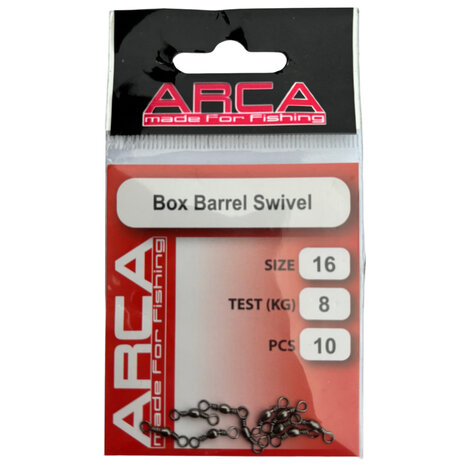 ARCA
made for fishing
Box Barrel Swivel
SIZE 16
TEST (KG) 8
PCS 10
ARCA
made for fishing